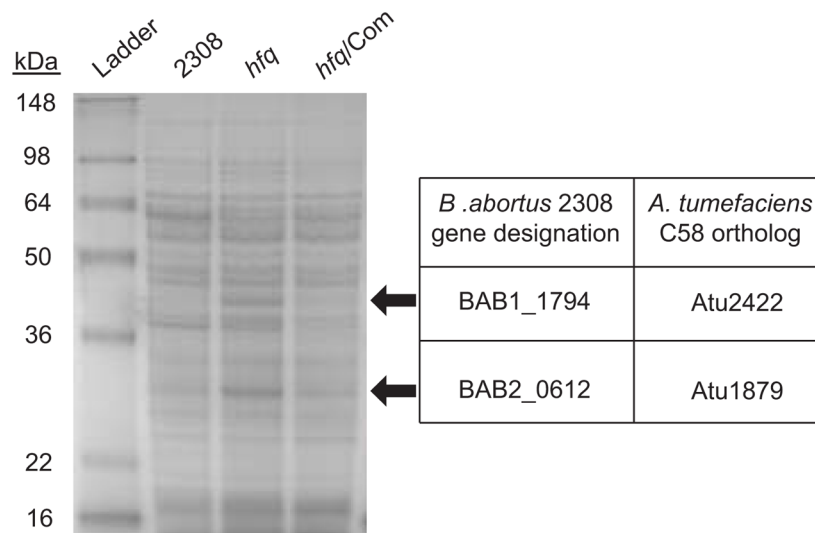 kDa Ladder 2308 hfq hfq/Com
148
98
64
50
36
22
16
B .abortus 2308 A. tumefaciens
gene designation C58 ortholog
BAB1_1794 Atu2422
BAB2_0612 Atu1879